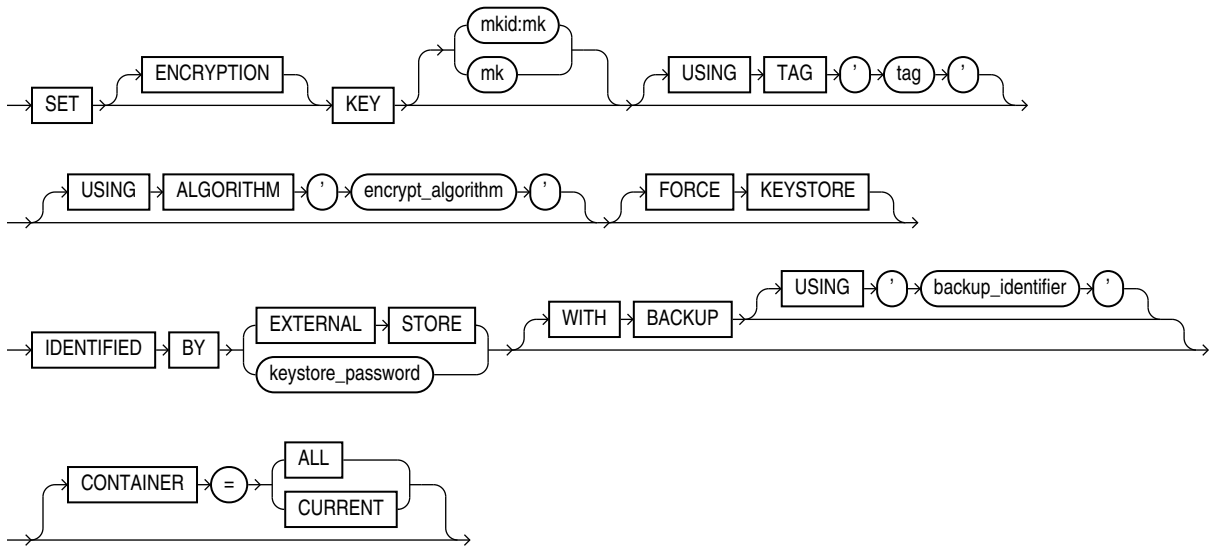 mkid:mk
ENCRYPTION mk USING TAG ' tag '
SET KEY
USING ALGORITHM ' encrypt_algorithm ' FORCE KEYSTORE
USING ' backup_identifier '
EXTERNAL STORE WITH BACKUP
IDENTIFIED BY
keystore_password
ALL
CONTAINER =
CURRENT